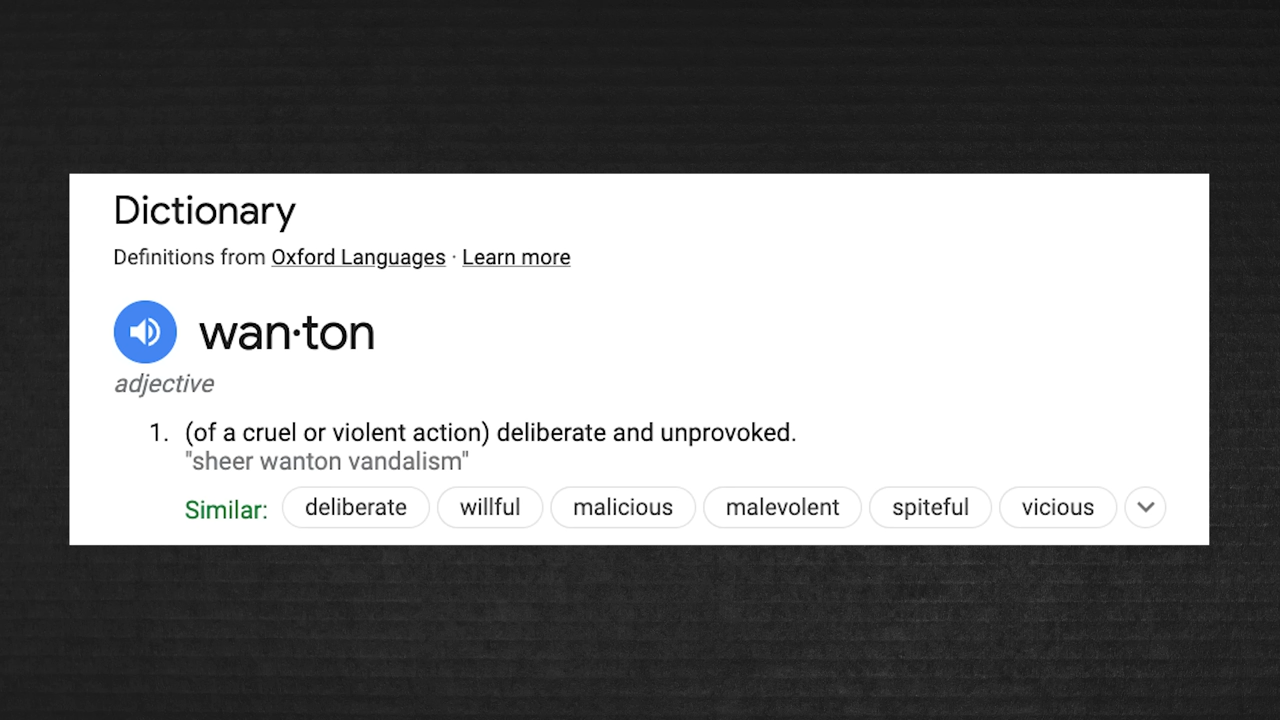 Dictionary
Definitions from Oxford Languages · Learn more
wan·ton
adjective
1. (of a cruel or violent action) deliberate and unprovoked.
"sheer wanton vandalism"
Similar: deliberate willful malicious malevolent spiteful vicious